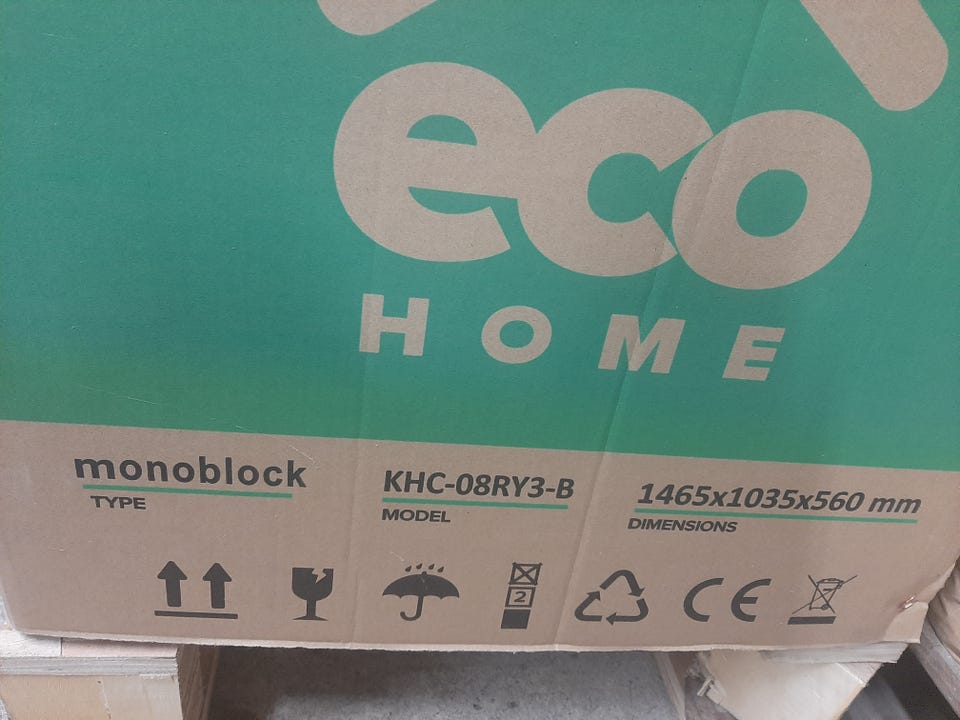 eco
HOME
monoblock
TYPE
KHC-08RY3-B
MODEL
1465x1035x560 mm
DIMENSIONS
2
CE